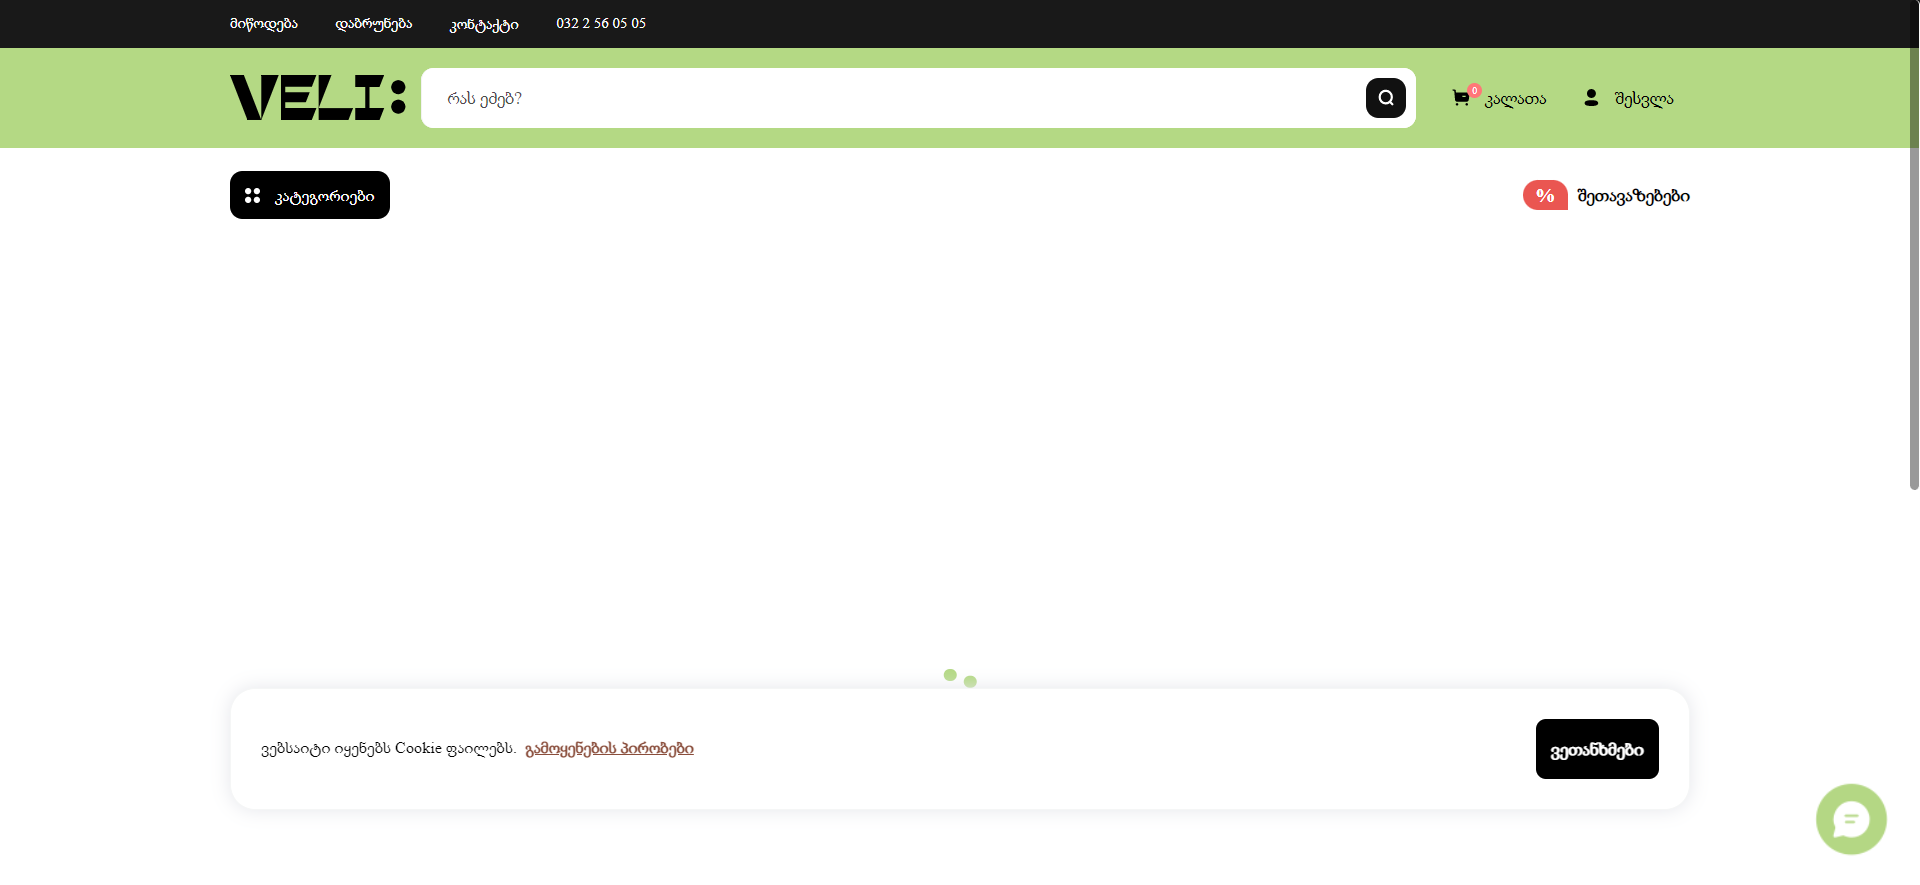 მიწოდება
დაბრუნება
კონტაქტი
032 2 56 05 05
VELI:
რას ეძებ?
0
კალათა
შესვლა
კატეგორიები
%
შეთავაზებები
ვებსაიტი იყენებს Cookie ფაილებს. გამოყენების პირობები
ვეთანხმები